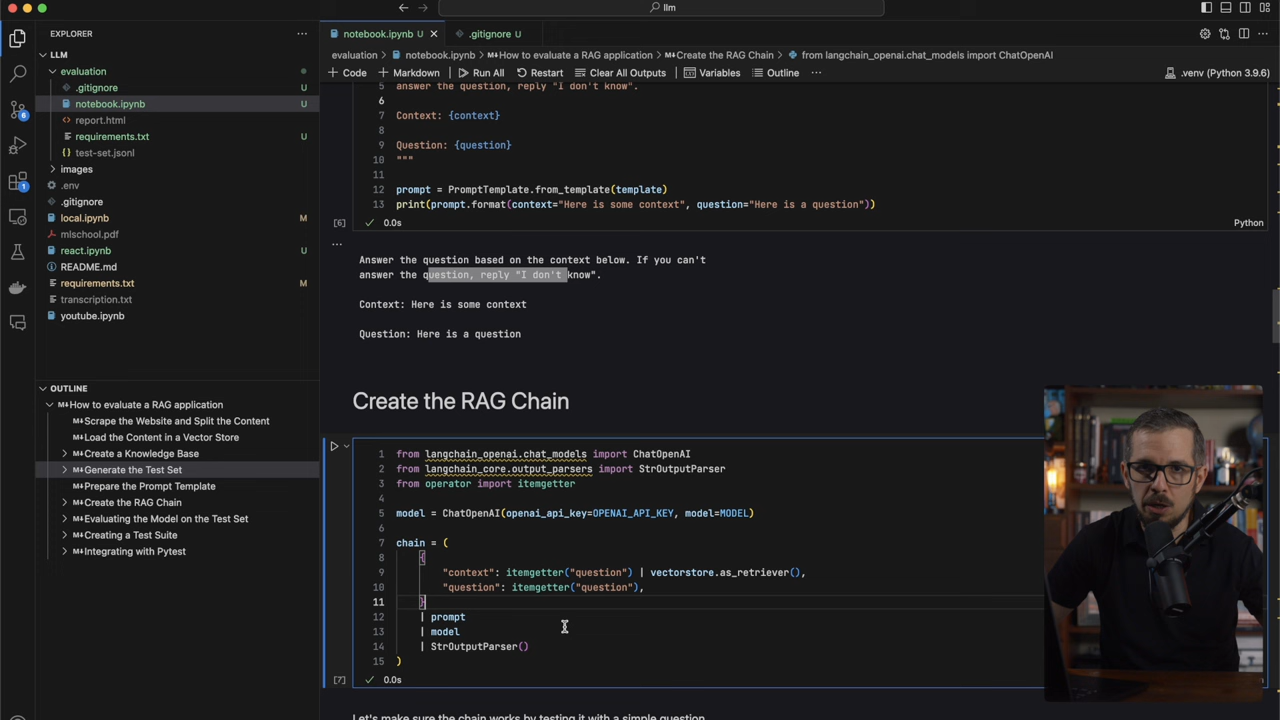 llm
EXPLORER
LLM
evaluation
.gitignore U
notebook.ipynb U
report.html
requirements.txt U
test-set.jsonl
images
.env
.gitignore
local.ipynb M
mlschool.pdf
react.ipynb U
README.md
requirements.txt M
transcription.txt
youtube.ipynb
OUTLINE
How to evaluate a RAG application
Scrape the Website and Split the Content
Load the Content in a Vector Store
Create a Knowledge Base
Generate the Test Set
Prepare the Prompt Template
Create the RAG Chain
Evaluating the Model on the Test Set
Creating a Test Suite
Integrating with Pytest
6
1
notebook.ipynb U
.gitignore U
evaluation > notebook.ipynb > How to evaluate a RAG application > Create the RAG Chain > from langchain_openai.chat_models import ChatOpenAI
+ Code + Markdown Run All Restart Clear All Outputs Variables Outline ... .venv (Python 3.9.6)
5 answer the question, reply "I don't know".
6
7 Context: {context}
8
9 Question: {question}
10 """
11
12 prompt = PromptTemplate.from_template(template)
13 print(prompt.format(context="Here is some context", question="Here is a question"))
[6] 0.0s Python
...
Answer the question based on the context below. If you can't
answer the question, reply "I don't know".
Context: Here is some context
Question: Here is a question
Create the RAG Chain
1 from langchain_openai.chat_models import ChatOpenAI
2 from langchain_core.output_parsers import StrOutputParser
3 from operator import itemgetter
4
5 model = ChatOpenAI(openai_api_key=OPENAI_API_KEY, model=MODEL)
6
7 chain = (
8 {
9 "context": itemgetter("question") | vectorstore.as_retriever(),
10 "question": itemgetter("question"),
11 }
12 | prompt
13 | model
14 | StrOutputParser()
15 )
[7] 0.0s
Let's make sure the chain works by testing it with a simple question.